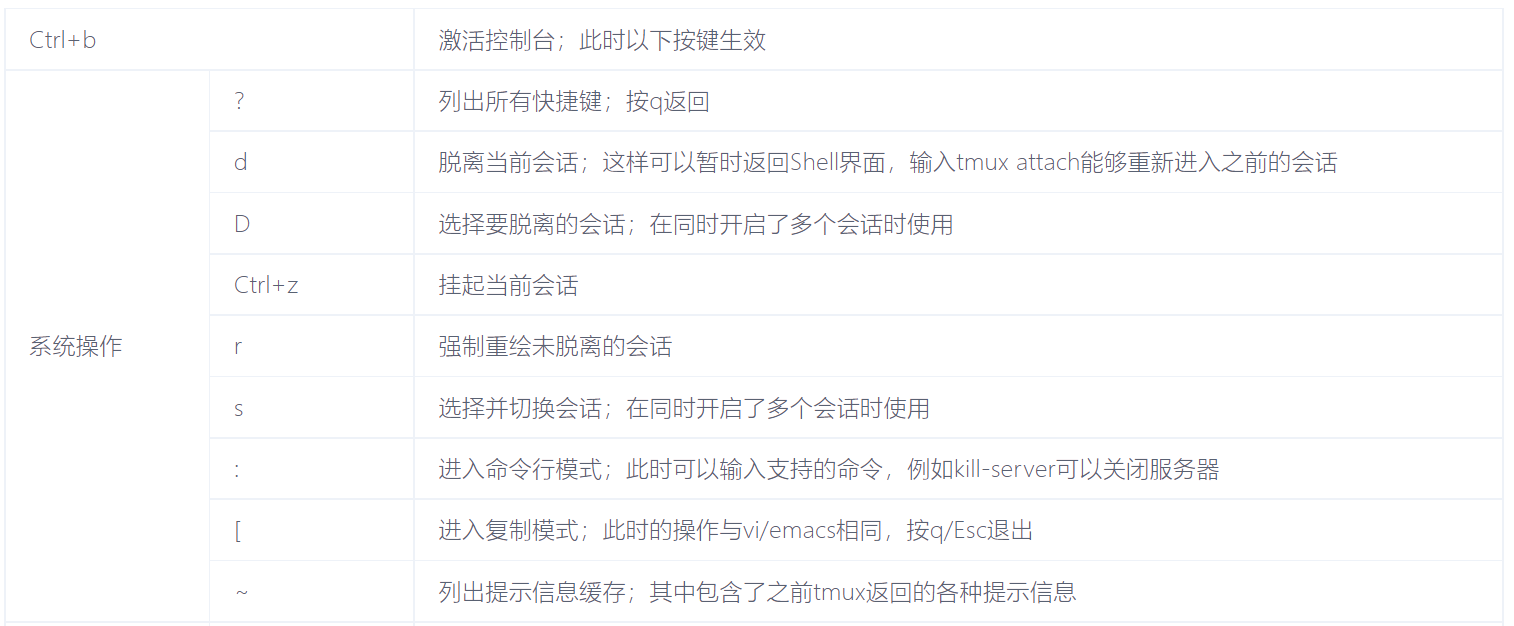 Ctrl+b 激活控制台；此时以下按键生效
? 列出所有快捷键；按q返回
d 脱离当前会话；这样可以暂时返回Shell界面，输入tmux attach能够重新进入之前的会话
D 选择要脱离的会话；在同时开启了多个会话时使用
Ctrl+z 挂起当前会话
系统操作 r 强制重绘未脱离的会话
s 选择并切换会话；在同时开启了多个会话时使用
: 进入命令行模式；此时可以输入支持的命令，例如kill-server可以关闭服务器
[ 进入复制模式；此时的操作与vi/emacs相同，按q/Esc退出
~ 列出提示信息缓存；其中包含了之前tmux返回的各种提示信息